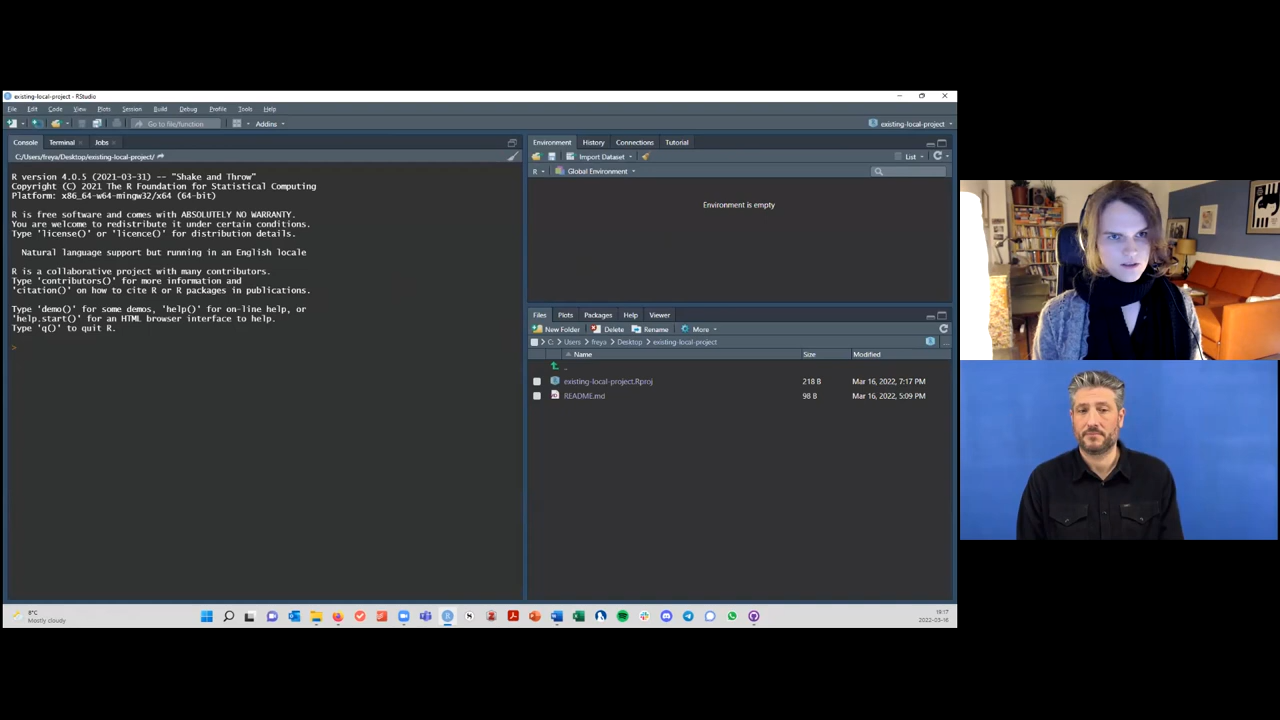 existing-local-project - RStudio
File Edit Code View Plots Session Build Debug Profile Tools Help
Go to file/function Addins existing-local-project
Console Terminal Jobs
C:/Users/freya/Desktop/existing-local-project/
R version 4.0.5 (2021-03-31) -- "Shake and Throw"
Copyright (C) 2021 The R Foundation for Statistical Computing
Platform: x86_64-w64-mingw32/x64 (64-bit)
R is free software and comes with ABSOLUTELY NO WARRANTY.
You are welcome to redistribute it under certain conditions.
Type 'license()' or 'licence()' for distribution details.
Natural language support but running in an English locale
R is a collaborative project with many contributors.
Type 'contributors()' for more information and
'citation()' on how to cite R or R packages in publications.
Type 'demo()' for some demos, 'help()' for on-line help, or
'help.start()' for an HTML browser interface to help.
Type 'q()' to quit R.
>
Environment History Connections Tutorial
Import Dataset List
R Global Environment
Environment is empty
Files Plots Packages Help Viewer
New Folder Delete Rename More
C: Users freya Desktop existing-local-project ...
Name Size Modified
..
existing-local-project.Rproj 218 B Mar 16, 2022, 7:17 PM
README.md 98 B Mar 16, 2022, 5:09 PM
8°C
Mostly cloudy
19:17
2022-03-16